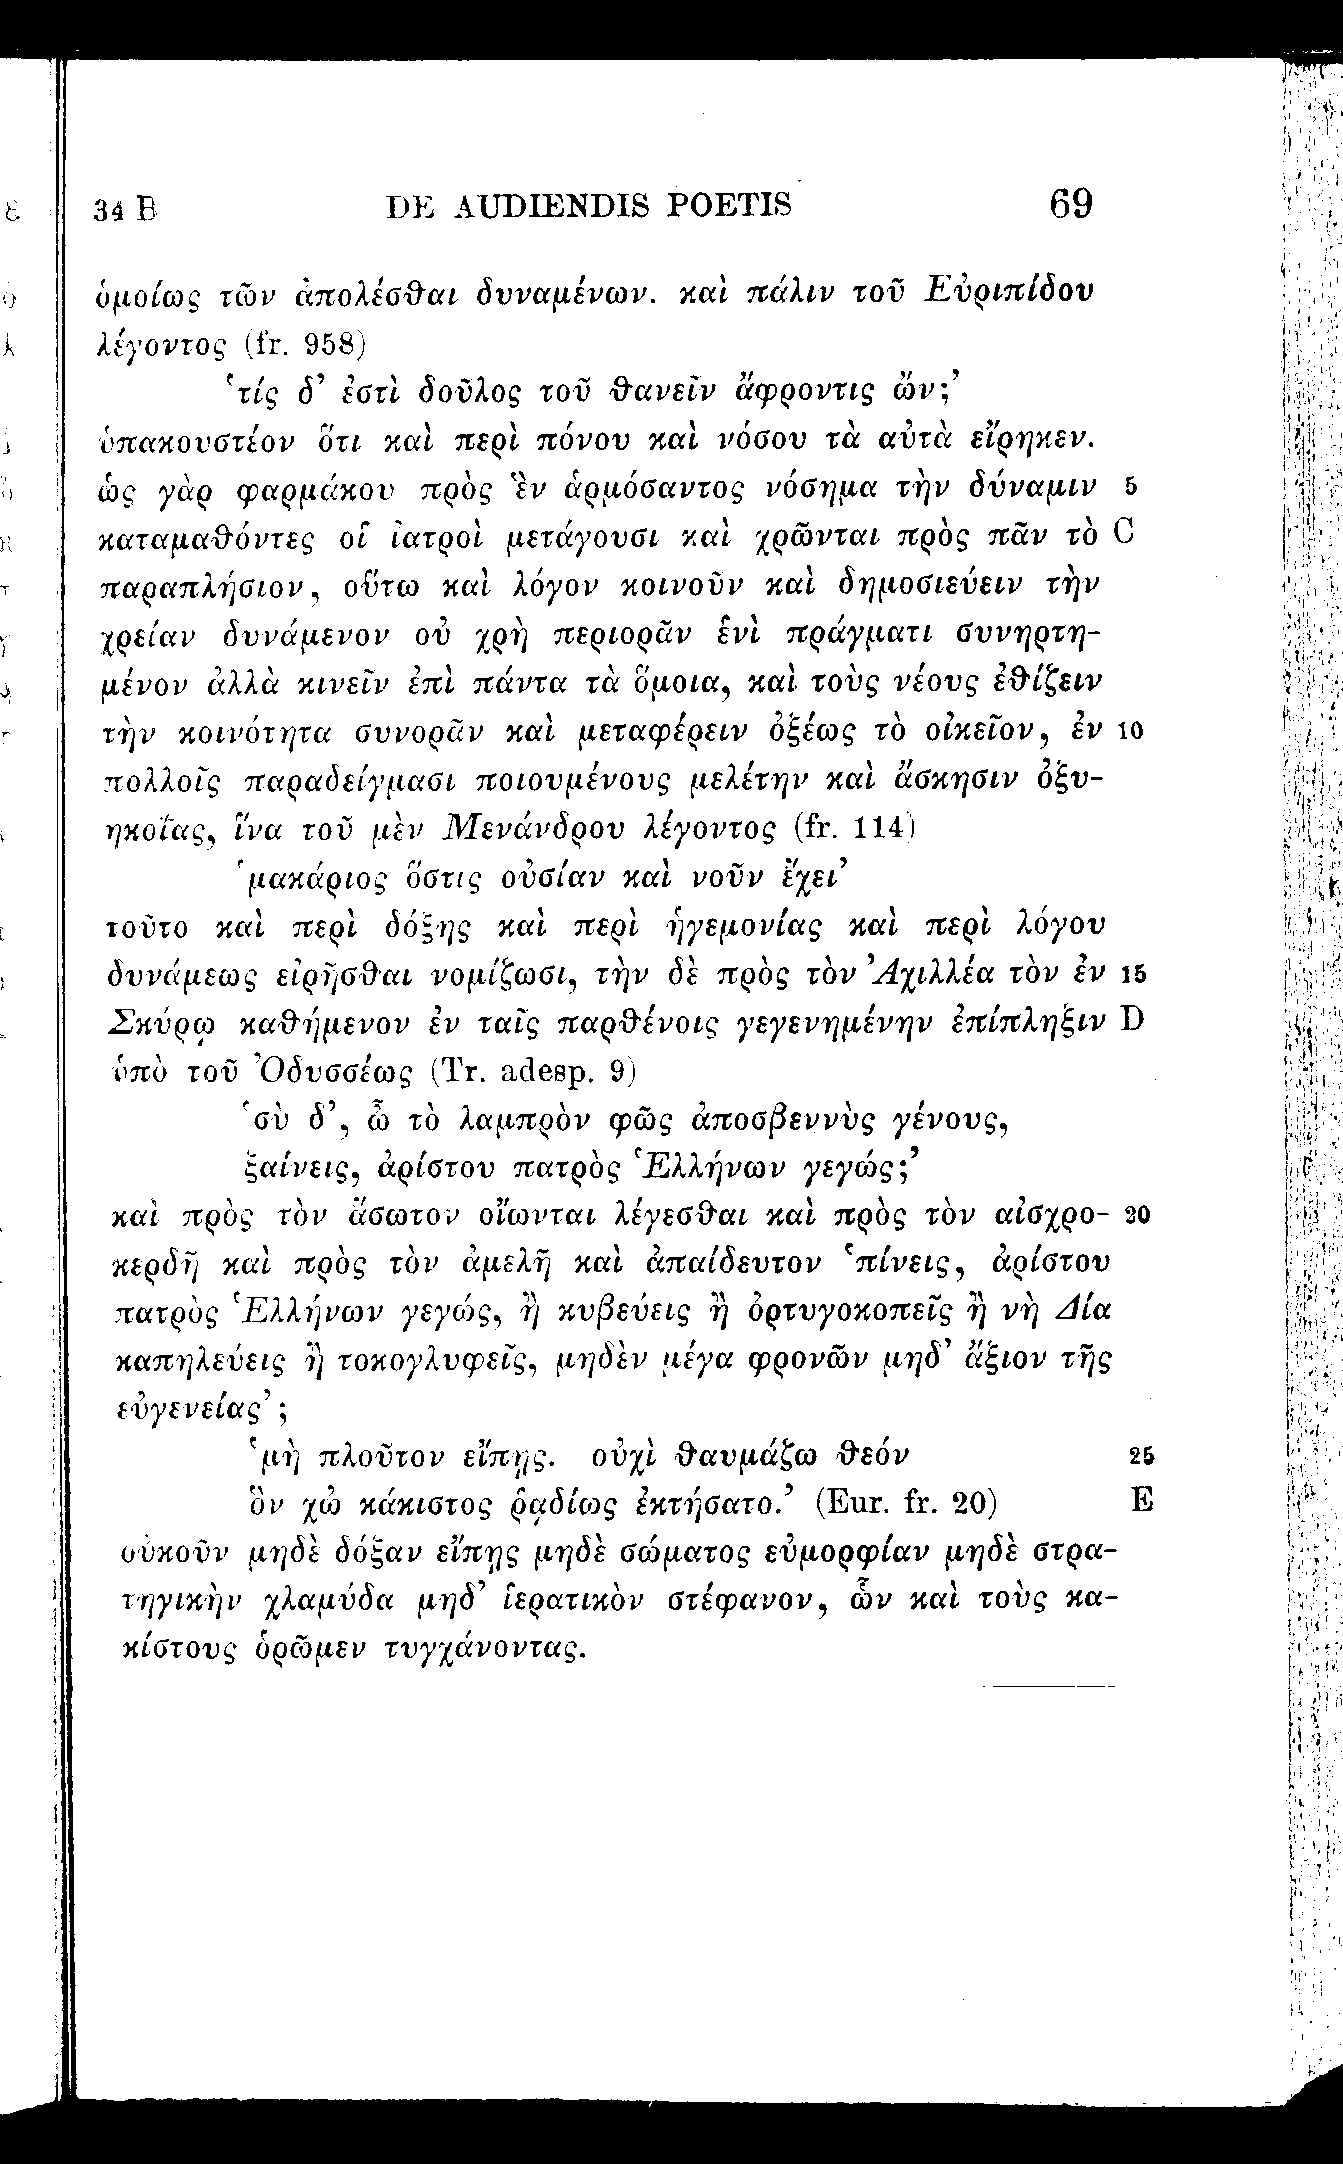 34 B DE AUDIENDIS POETIS 69
ὁμοίως τῶν ἀπολέσθαι δυναμένων. καὶ πάλιν τοῦ Εὐριπίδου
λέγοντος (fr. 958)
‘τίς δ’ ἐστὶ δοῦλος τοῦ θανεῖν ἄφροντις ὤν;’
ὑπακουστέον ὅτι καὶ περὶ πόνου καὶ νόσου τὰ αὐτὰ εἴρηκεν.
ὡς γὰρ φαρμάκου πρὸς ἓν ἁρμόσαντος νόσημα τὴν δύναμιν 5
καταμαθόντες οἱ ἰατροὶ μετάγουσι καὶ χρῶνται πρὸς πᾶν τὸ C
παραπλήσιον, οὕτω καὶ λόγον κοινοῦν καὶ δημοσιεύειν τὴν
χρείαν δυνάμενον οὐ χρὴ περιορᾶν ἑνὶ πράγματι συνηρτη-
μένον ἀλλὰ κινεῖν ἐπὶ πάντα τὰ ὅμοια, καὶ τοὺς νέους ἐθίζειν
τὴν κοινότητα συνορᾶν καὶ μεταφέρειν ὀξέως τὸ οἰκεῖον, ἐν 10
πολλοῖς παραδείγμασι ποιουμένους μελέτην καὶ ἄσκησιν ὀξυ-
ηκοΐας, ἵνα τοῦ μὲν Μενάνδρου λέγοντος (fr. 114)
‘μακάριος ὅστις οὐσίαν καὶ νοῦν ἔχει’
τοῦτο καὶ περὶ δόξης καὶ περὶ ἡγεμονίας καὶ περὶ λόγου
δυνάμεως εἰρῆσθαι νομίζωσι, τὴν δὲ πρὸς τὸν Ἀχιλλέα τὸν ἐν 15
Σκύρῳ καθήμενον ἐν ταῖς παρθένοις γεγενημένην ἐπίπληξιν D
ὑπὸ τοῦ Ὀδυσσέως (Tr. adesp. 9)
‘σὺ δ’, ὦ τὸ λαμπρὸν φῶς ἀποσβεννὺς γένους,
ξαίνεις, ἀρίστου πατρὸς Ἑλλήνων γεγώς;’
καὶ πρὸς τὸν ἄσωτον οἴωνται λέγεσθαι καὶ πρὸς τὸν αἰσχρο- 20
κερδῆ καὶ πρὸς τὸν ἀμελῆ καὶ ἀπαίδευτον ‘πίνεις, ἀρίστου
πατρὸς Ἑλλήνων γεγώς, ἢ κυβεύεις ἢ ὀρτυγοκοπεῖς ἢ νὴ Δία
καπηλεύεις ἢ τοκογλυφεῖς, μηδὲν μέγα φρονῶν μηδ’ ἄξιον τῆς
εὐγενείας’;
‘μὴ πλοῦτον εἴπῃς. οὐχὶ θαυμάζω θεόν 25
ὃν χὠ κάκιστος ῥᾳδίως ἐκτήσατο.’ (Eur. fr. 20) E
οὐκοῦν μηδὲ δόξαν εἴπῃς μηδὲ σώματος εὐμορφίαν μηδὲ στρα-
τηγικὴν χλαμύδα μηδ’ ἱερατικὸν στέφανον, ὧν καὶ τοὺς κα-
κίστους ὁρῶμεν τυγχάνοντας.